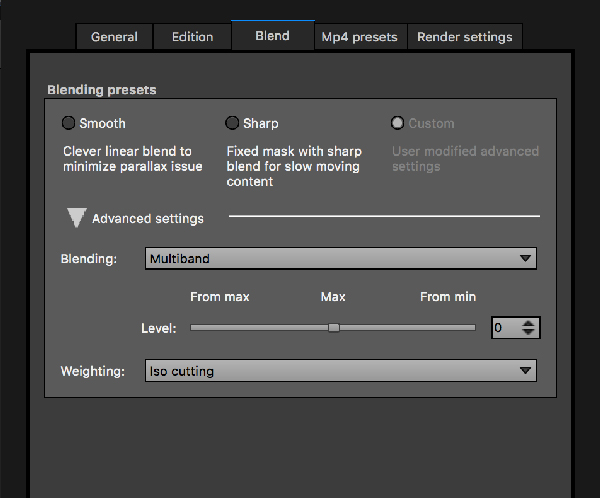 General Edition Blend Mp4 presets Render settings
Blending presets
Smooth Sharp Custom
Clever linear blend to Fixed mask with sharp User modified advanced
minimize parallax issue blend for slow moving settings
content
Advanced settings
Blending: Multiband
From max Max From min
Level: 0
Weighting: Iso cutting